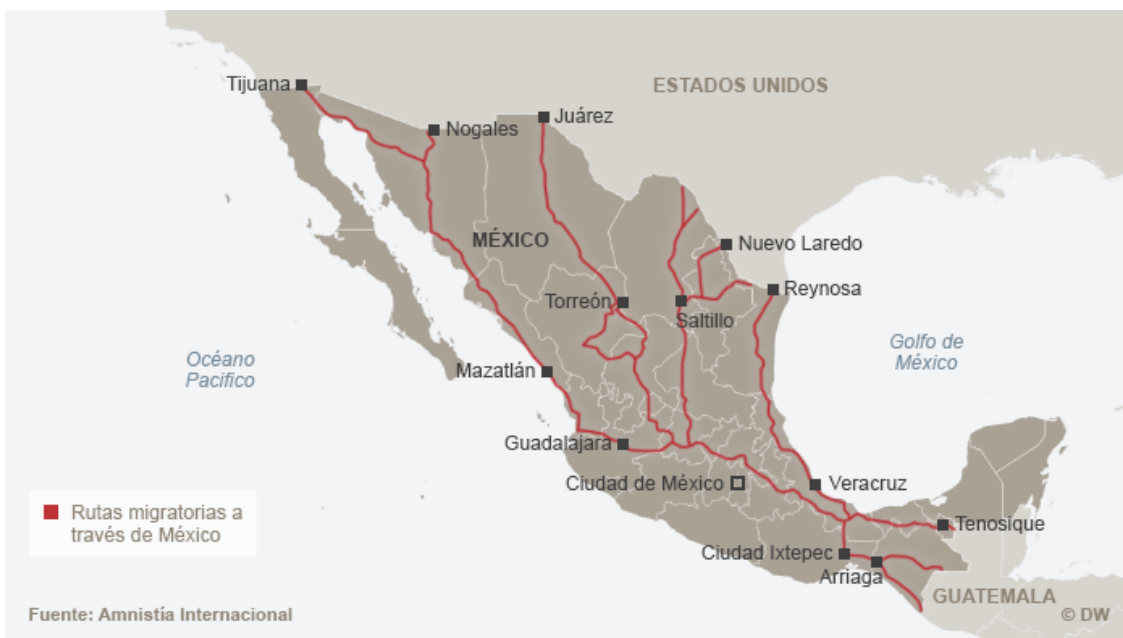 Tijuana
ESTADOS UNIDOS
Nogales
Juárez
MÉXICO
Nuevo Laredo
Reynosa
Torreón
Saltillo
Océano
Pacifico
Golfo de
México
Mazatlán
Guadalajara
Ciudad de México
Veracruz
Tenosique
Ciudad Ixtepec
Arriaga
GUATEMALA
Rutas migratorias a
través de México
Fuente: Amnistía Internacional
© DW